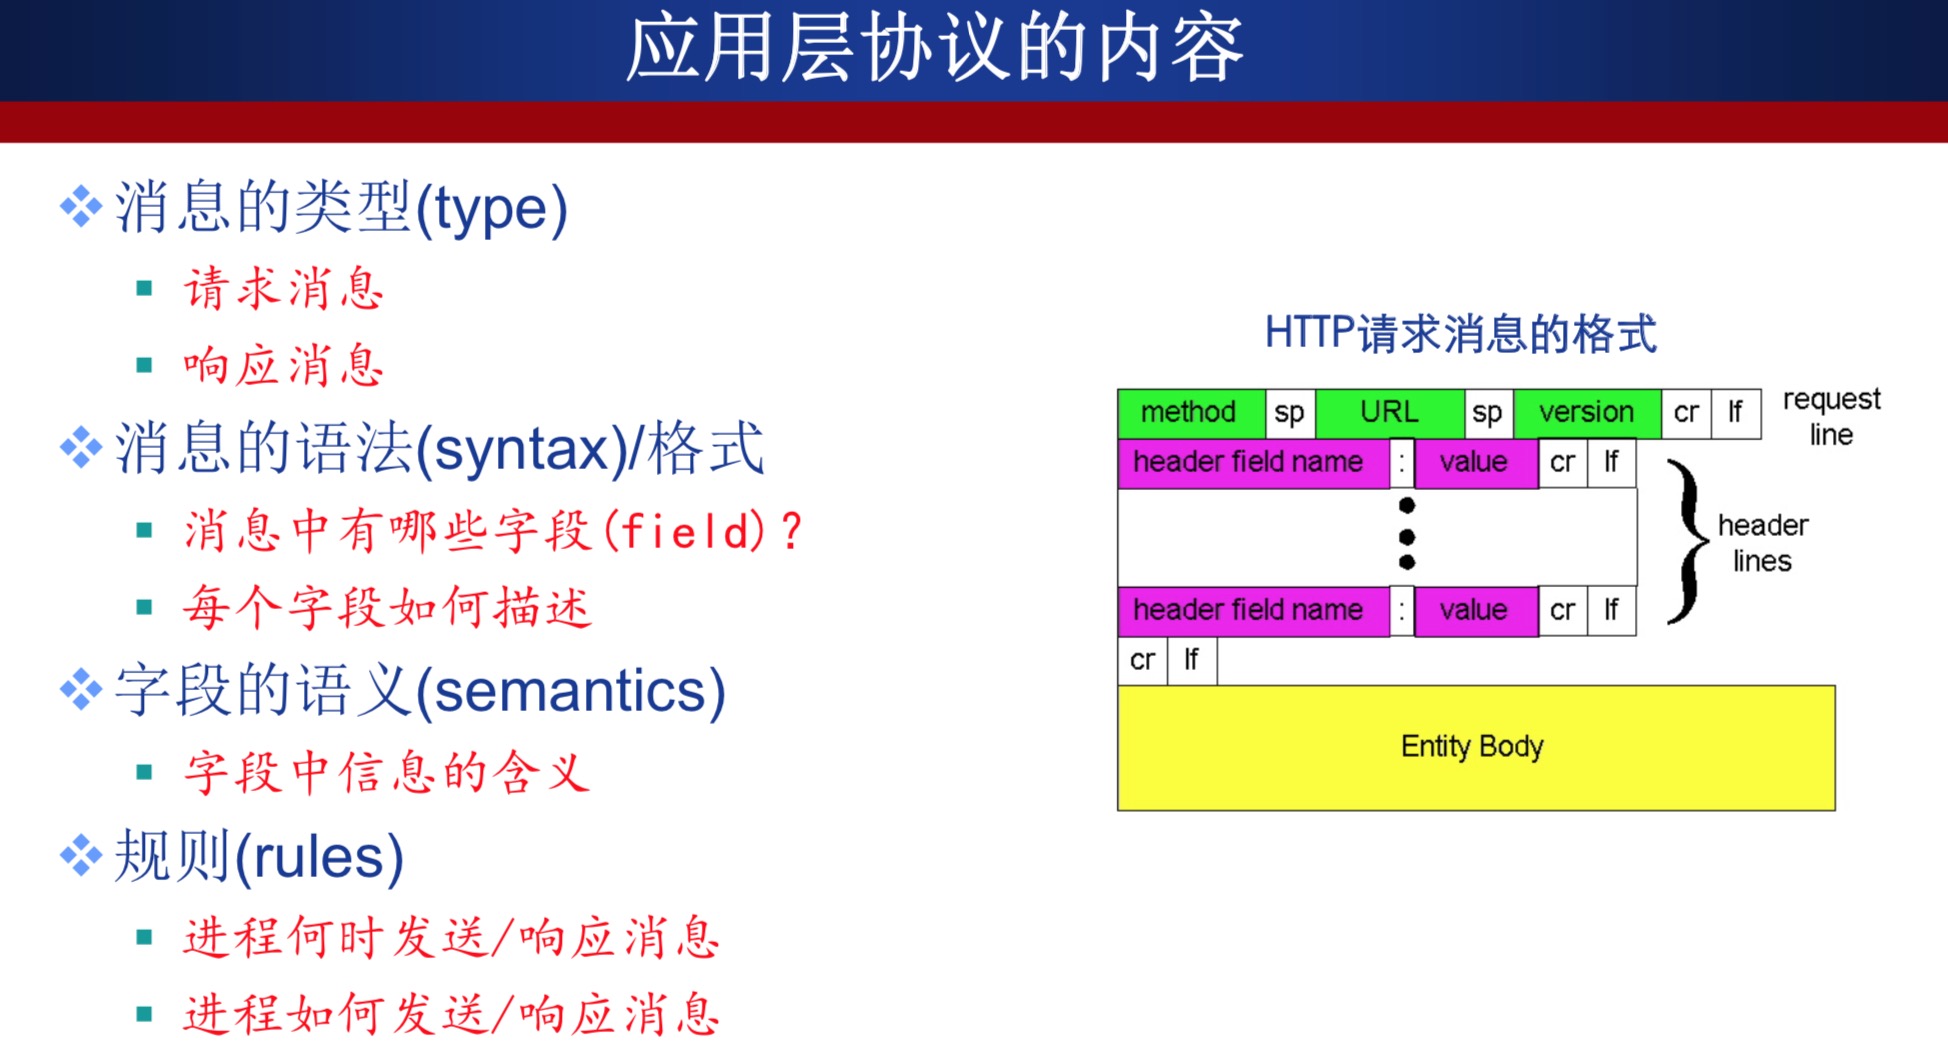 应用层协议的内容
消息的类型(type)
请求消息
响应消息
消息的语法(syntax)/格式
消息中有哪些字段(field)?
每个字段如何描述
字段的语义(semantics)
字段中信息的含义
规则(rules)
进程何时发送/响应消息
进程如何发送/响应消息
HTTP请求消息的格式
method sp URL sp version cr lf
request
line
header field name : value cr lf
header
lines
header field name : value cr lf
cr lf
Entity Body